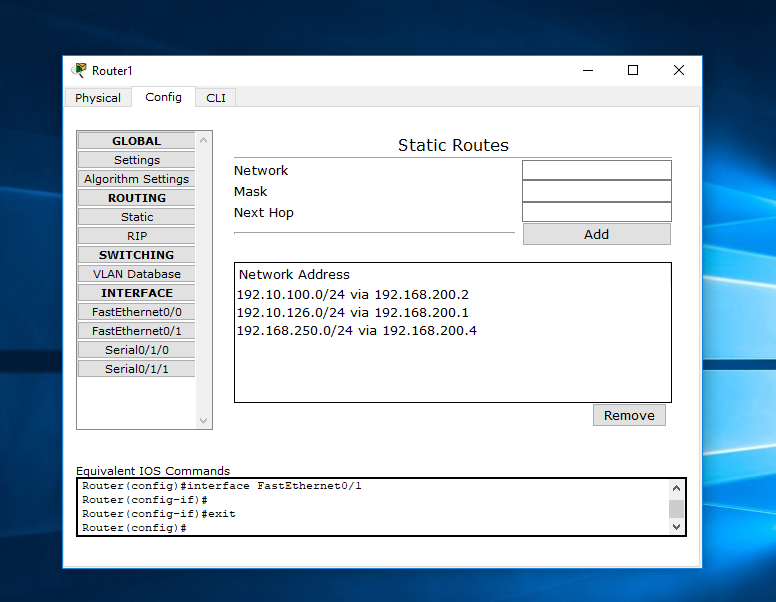 Router1
Physical Config CLI
GLOBAL
Settings
Algorithm Settings
ROUTING
Static
RIP
SWITCHING
VLAN Database
INTERFACE
FastEthernet0/0
FastEthernet0/1
Serial0/1/0
Serial0/1/1
Static Routes
Network
Mask
Next Hop
Add
Network Address
192.10.100.0/24 via 192.168.200.2
192.10.126.0/24 via 192.168.200.1
192.168.250.0/24 via 192.168.200.4
Remove
Equivalent IOS Commands
Router(config)#interface FastEthernet0/1
Router(config-if)#
Router(config-if)#exit
Router(config)#